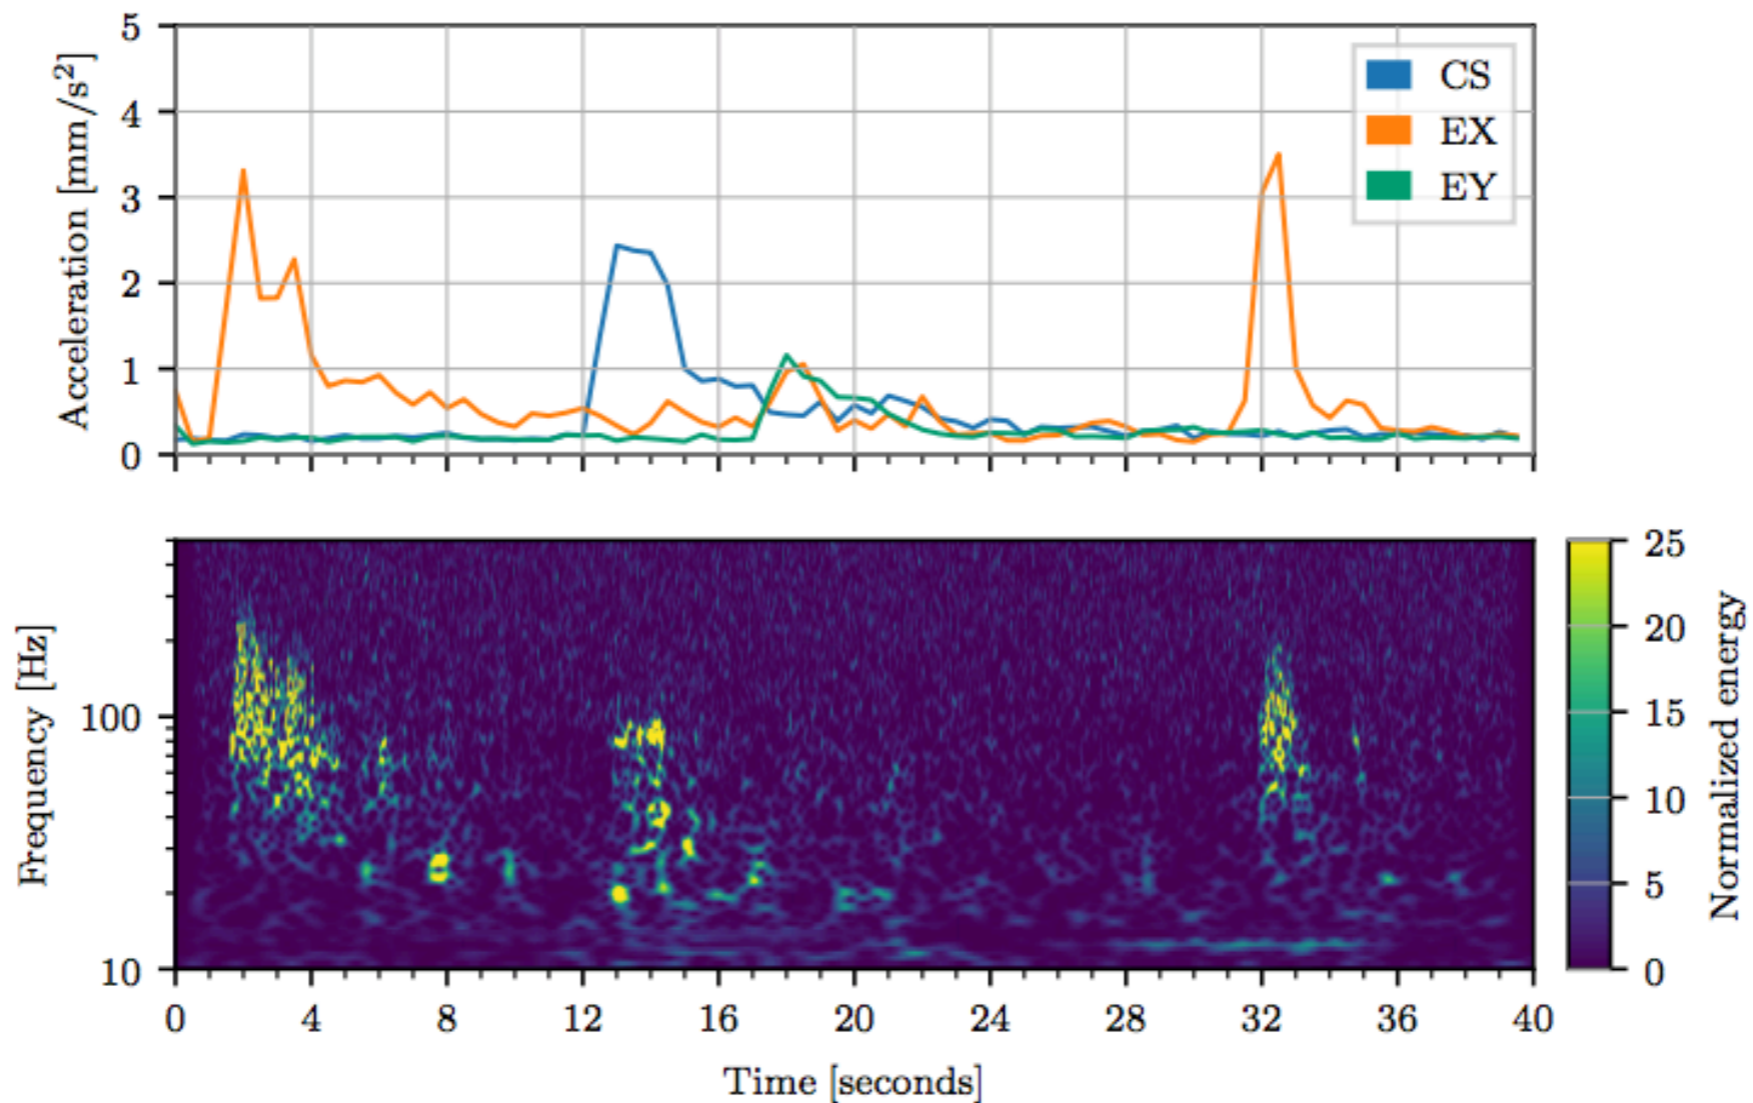 5
4
3
2
1
0
Acceleration [mm/s²]
CS
EX
EY
100
10
Frequency [Hz]
0 4 8 12 16 20 24 28 32 36 40
Time [seconds]
25
20
15
10
5
0
Normalized energy